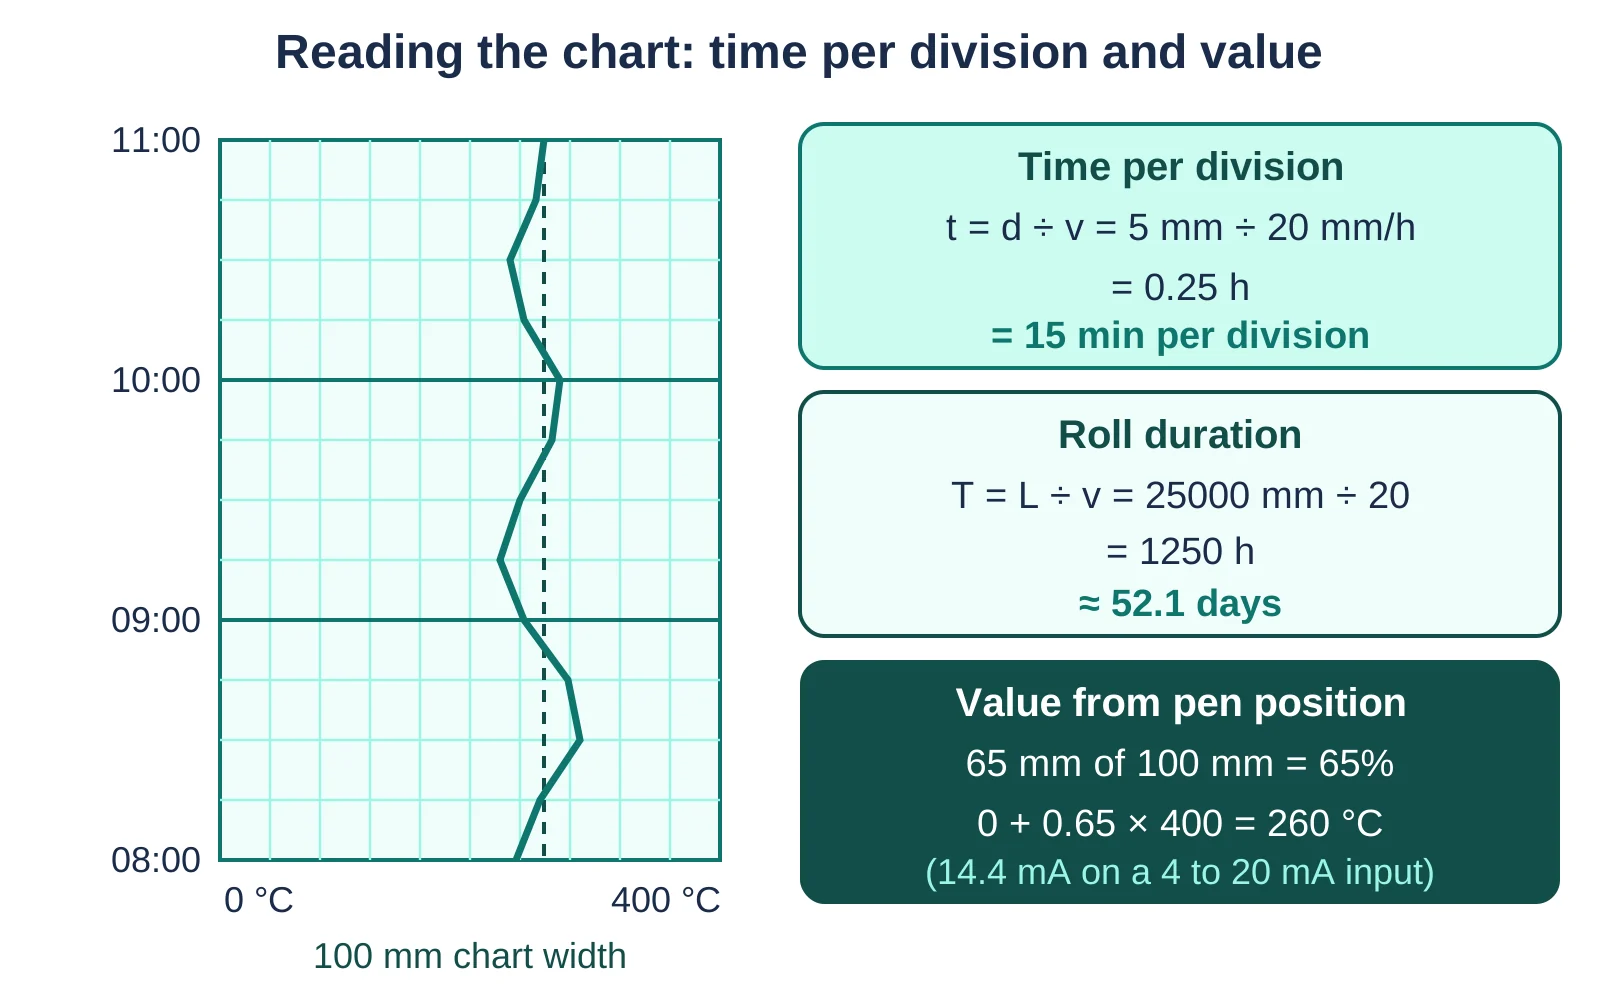 Reading the chart: time per division and value
11:00
10:00
09:00
08:00
0 °C
400 °C
100 mm chart width
Time per division
t = d ÷ v = 5 mm ÷ 20 mm/h
= 0.25 h
= 15 min per division
Roll duration
T = L ÷ v = 25000 mm ÷ 20
= 1250 h
≈ 52.1 days
Value from pen position
65 mm of 100 mm = 65%
0 + 0.65 × 400 = 260 °C
(14.4 mA on a 4 to 20 mA input)